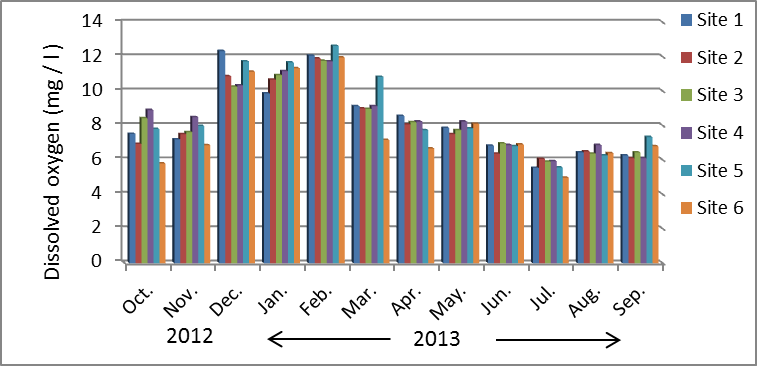 14
12
10
8
6
4
2
0
Dissolved oxygen (mg / l)
Oct. Nov. Dec. Jan. Feb. Mar. Apr. May. Jun. Jul. Aug. Sep.
2012 2013
Site 1
Site 2
Site 3
Site 4
Site 5
Site 6